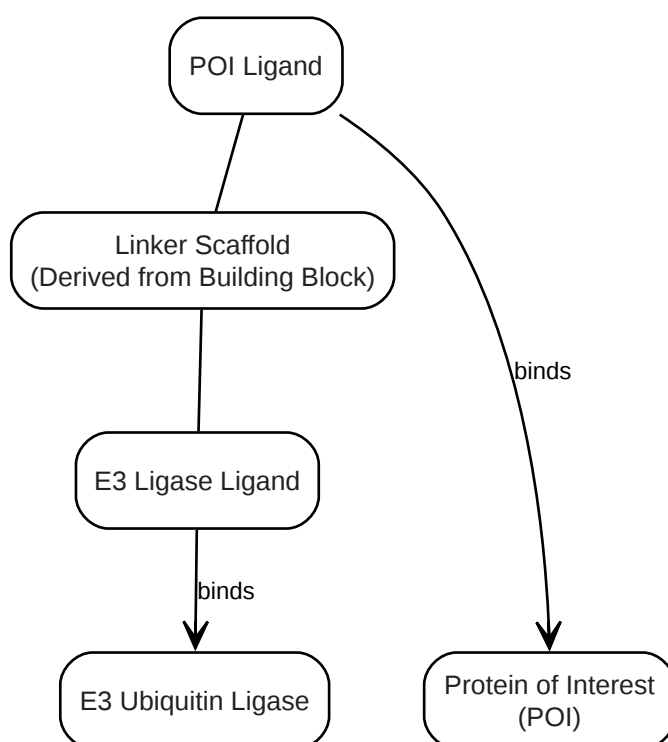 POI Ligand
Linker Scaffold
(Derived from Building Block)
binds
E3 Ligase Ligand
binds
E3 Ubiquitin Ligase
Protein of Interest
(POI)